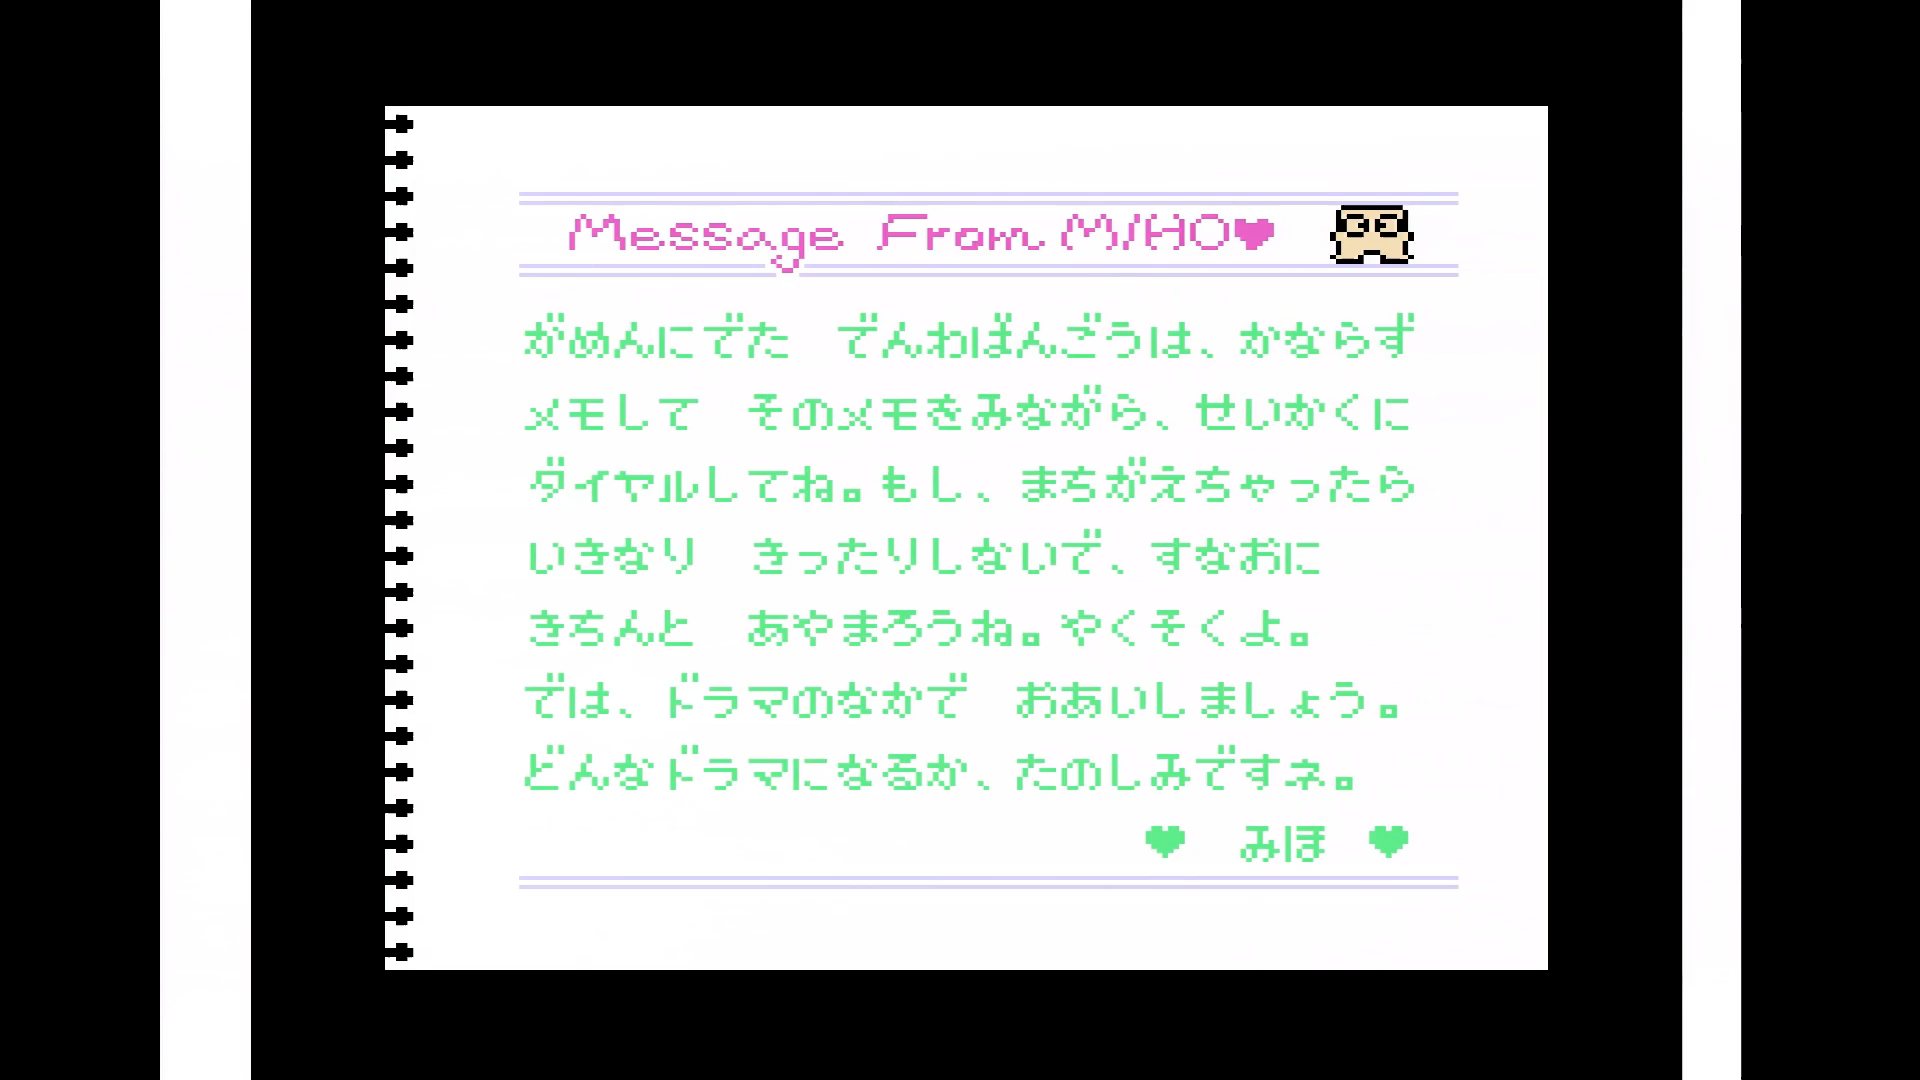 Message From MIHO♥
がめんにでた　でんわばんごうは、かならず
メモして　そのメモをみながら、せいかくに
ダイヤルしてね。もし、まちがえちゃったら
いきなり　きったりしないで、すなおに
きちんと　あやまろうね。やくそくよ。
では、ドラマのなかで　おあいしましょう。
どんなドラマになるか、たのしみですネ。
♥　みほ　♥